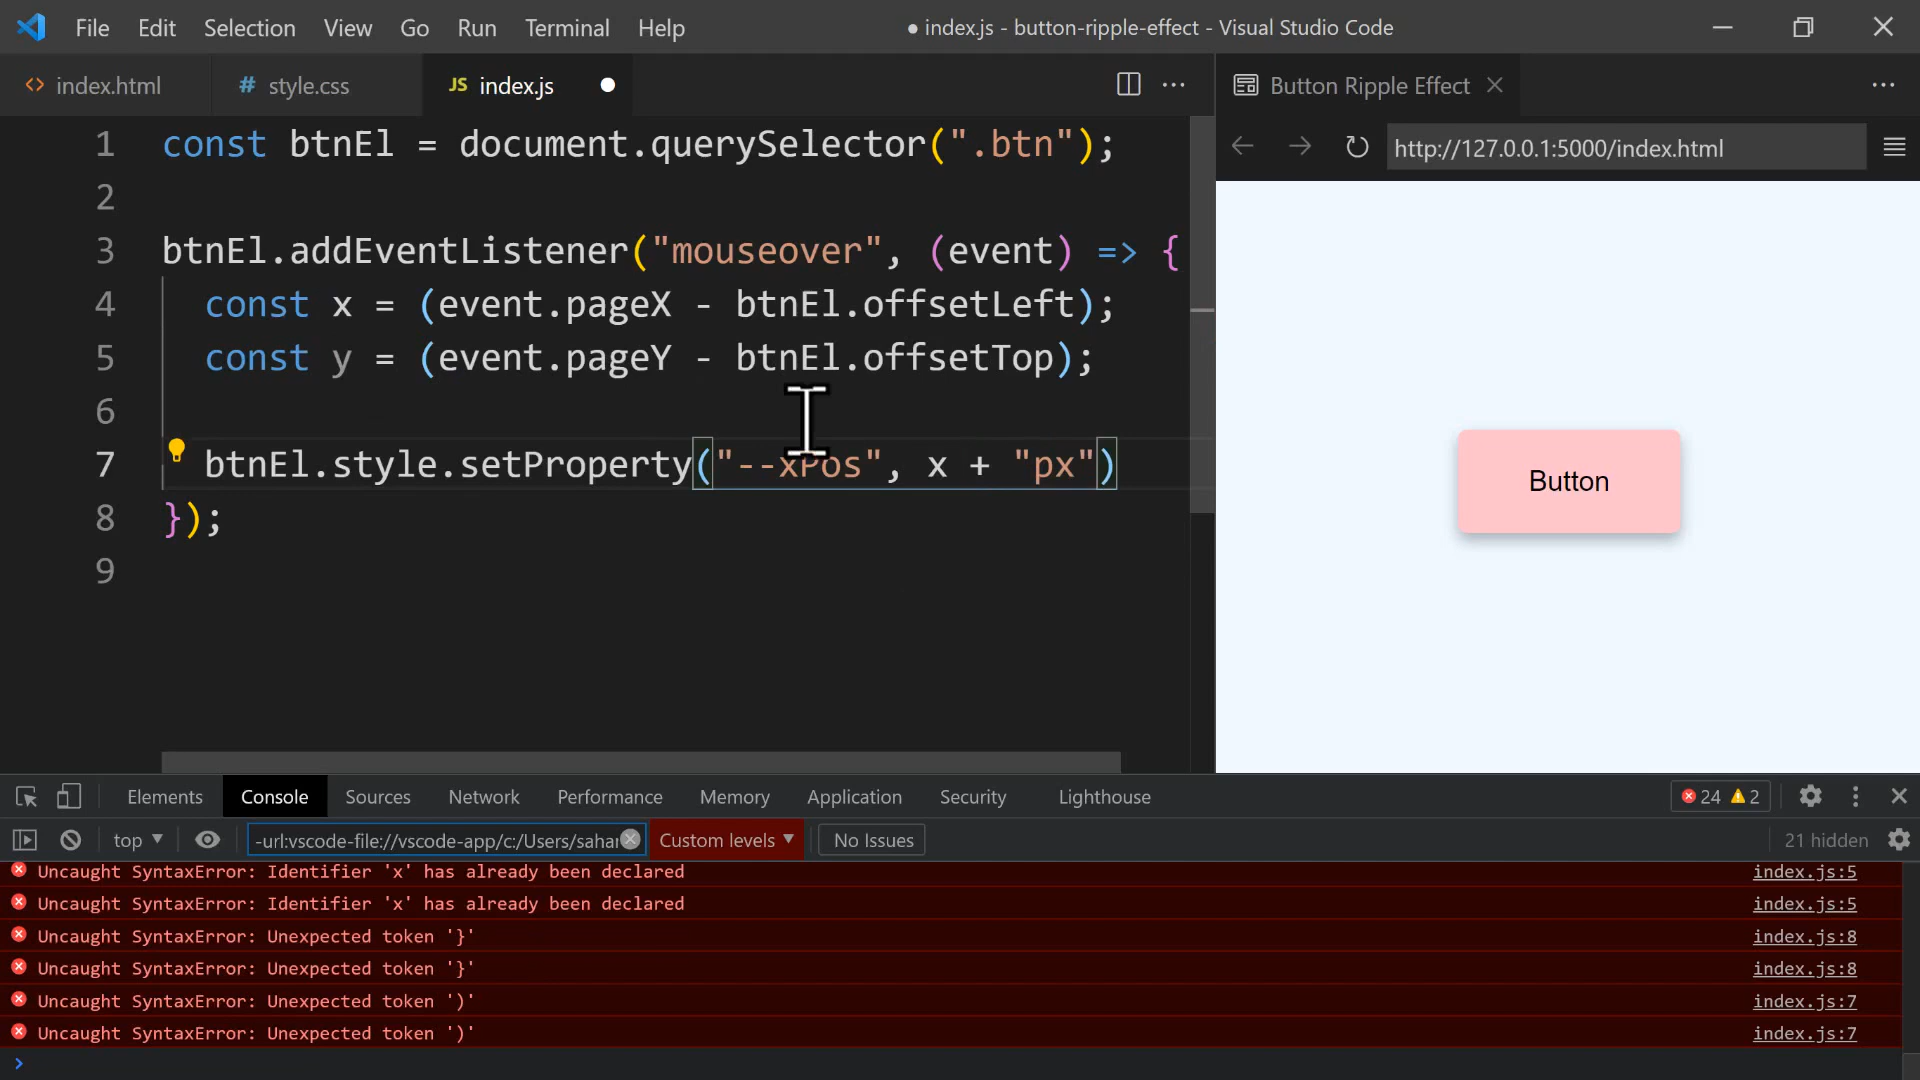 File Edit Selection View Go Run Terminal Help ● index.js - button-ripple-effect - Visual Studio Code
<> index.html # style.css JS index.js ● Button Ripple Effect
http://127.0.0.1:5000/index.html
1 const btnEl = document.querySelector(".btn");
2
3 btnEl.addEventListener("mouseover", (event) => {
4 const x = (event.pageX - btnEl.offsetLeft);
5 const y = (event.pageY - btnEl.offsetTop);
6
7 btnEl.style.setProperty("--xPos", x + "px")
8 });
9
Button
Elements Console Sources Network Performance Memory Application Security Lighthouse 24 2
top -url:vscode-file://vscode-app/c:/Users/sahar Custom levels No Issues 21 hidden
Uncaught SyntaxError: Identifier 'x' has already been declared index.js:5
Uncaught SyntaxError: Identifier 'x' has already been declared index.js:5
Uncaught SyntaxError: Unexpected token '}' index.js:8
Uncaught SyntaxError: Unexpected token '}' index.js:8
Uncaught SyntaxError: Unexpected token ')' index.js:7
Uncaught SyntaxError: Unexpected token ')' index.js:7
>